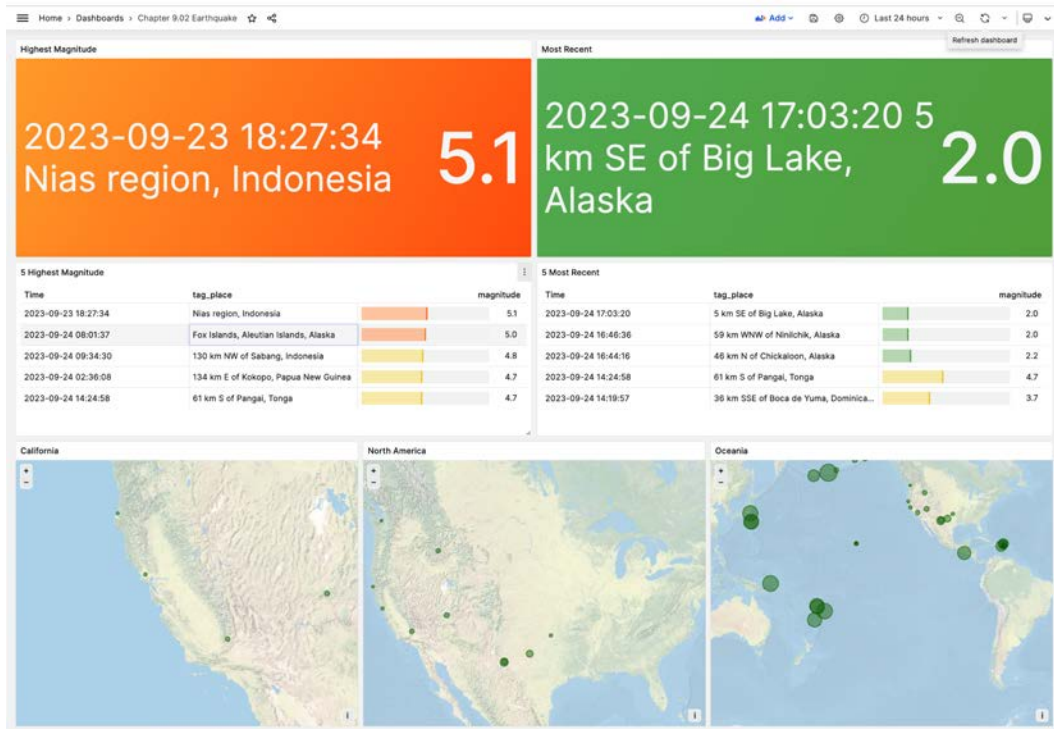 Home › Dashboards › Chapter 9.02 Earthquake
Add
Last 24 hours
Refresh dashboard
Highest Magnitude
2023-09-23 18:27:34
Nias region, Indonesia
5.1
Most Recent
2023-09-24 17:03:20 5
km SE of Big Lake,
Alaska
2.0
5 Highest Magnitude
Time tag_place magnitude
2023-09-23 18:27:34 Nias region, Indonesia 5.1
2023-09-24 08:01:37 Fox Islands, Aleutian Islands, Alaska 5.0
2023-09-24 09:34:30 130 km NW of Sabang, Indonesia 4.8
2023-09-24 02:36:08 134 km E of Kokopo, Papua New Guinea 4.7
2023-09-24 14:24:58 61 km S of Pangai, Tonga 4.7
5 Most Recent
Time tag_place magnitude
2023-09-24 17:03:20 5 km SE of Big Lake, Alaska 2.0
2023-09-24 16:46:36 59 km WNW of Ninilchik, Alaska 2.0
2023-09-24 16:44:16 46 km N of Chickaloon, Alaska 2.2
2023-09-24 14:24:58 61 km S of Pangai, Tonga 4.7
2023-09-24 14:19:57 36 km SSE of Boca de Yuma, Dominica... 3.7
California
+
−
i
North America
+
−
i
Oceania
+
−
i